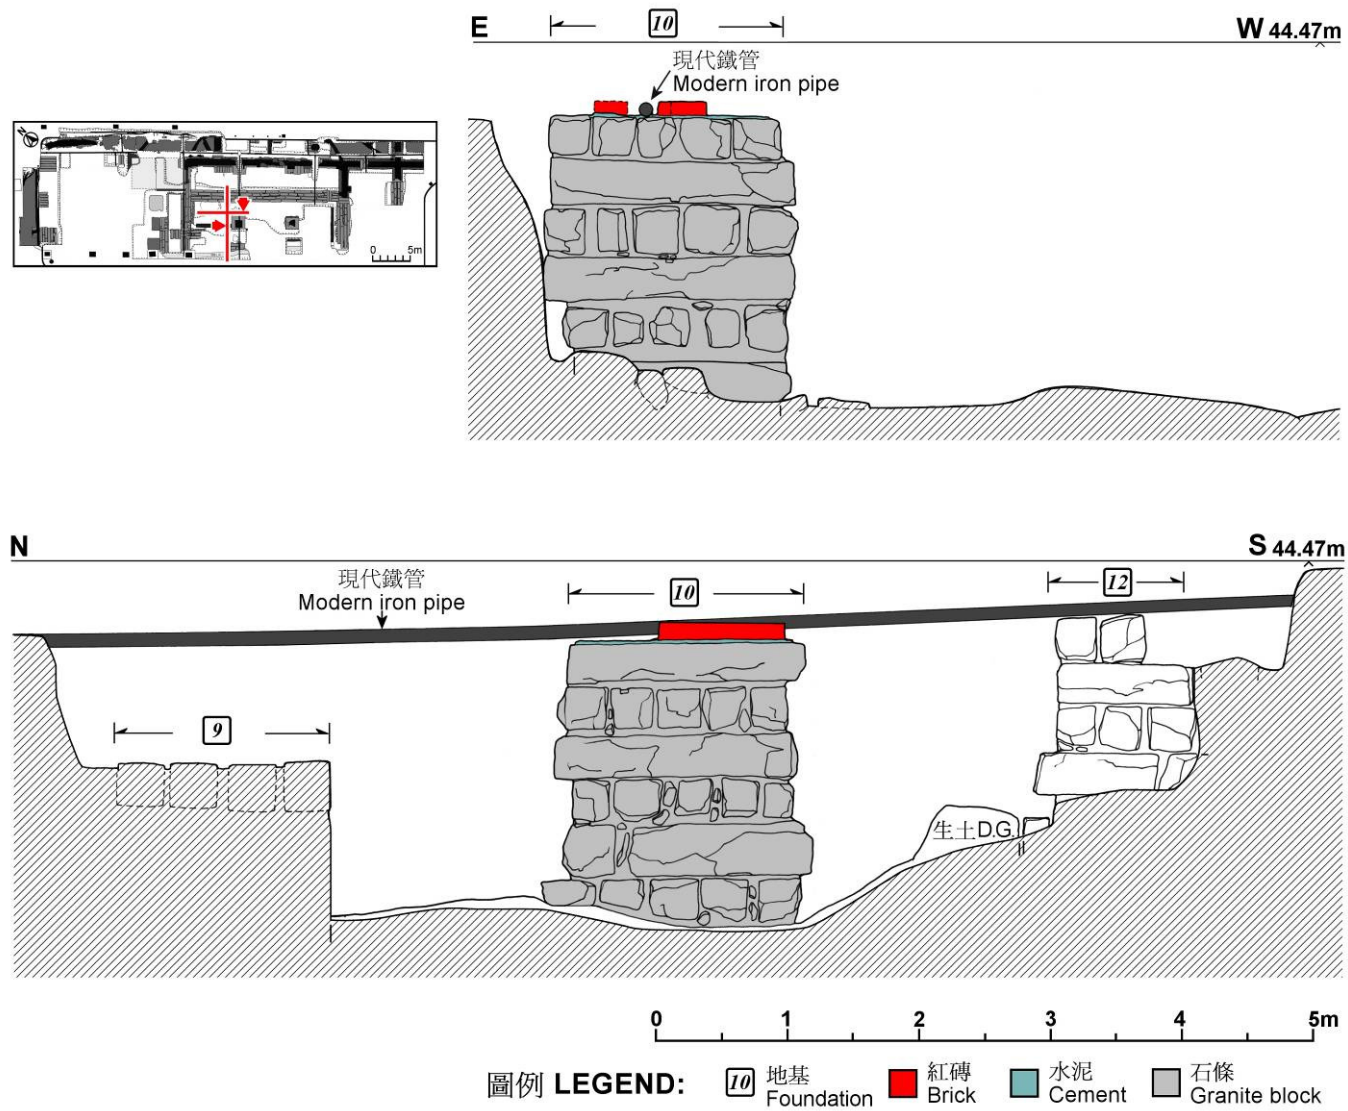 E
10
W 44.47m
現代鐵管
Modern iron pipe
N
0 5m
N
S 44.47m
現代鐵管
Modern iron pipe
10
12
9
生土D.G.
0 1 2 3 4 5m
圖例 LEGEND:
10 地基
Foundation
紅磚
Brick
水泥
Cement
石條
Granite block